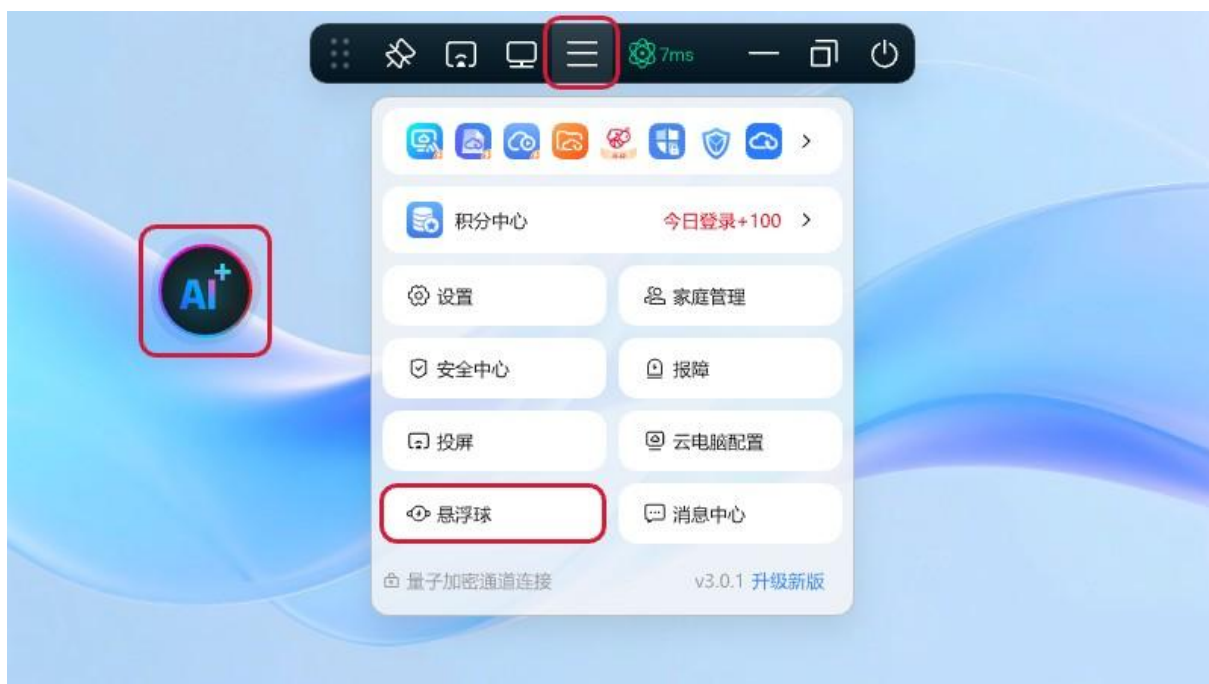 7ms
积分中心 今日登录+100
AI+
设置 家庭管理
安全中心 报障
投屏 云电脑配置
悬浮球 消息中心
量子加密通道连接 v3.0.1 升级新版